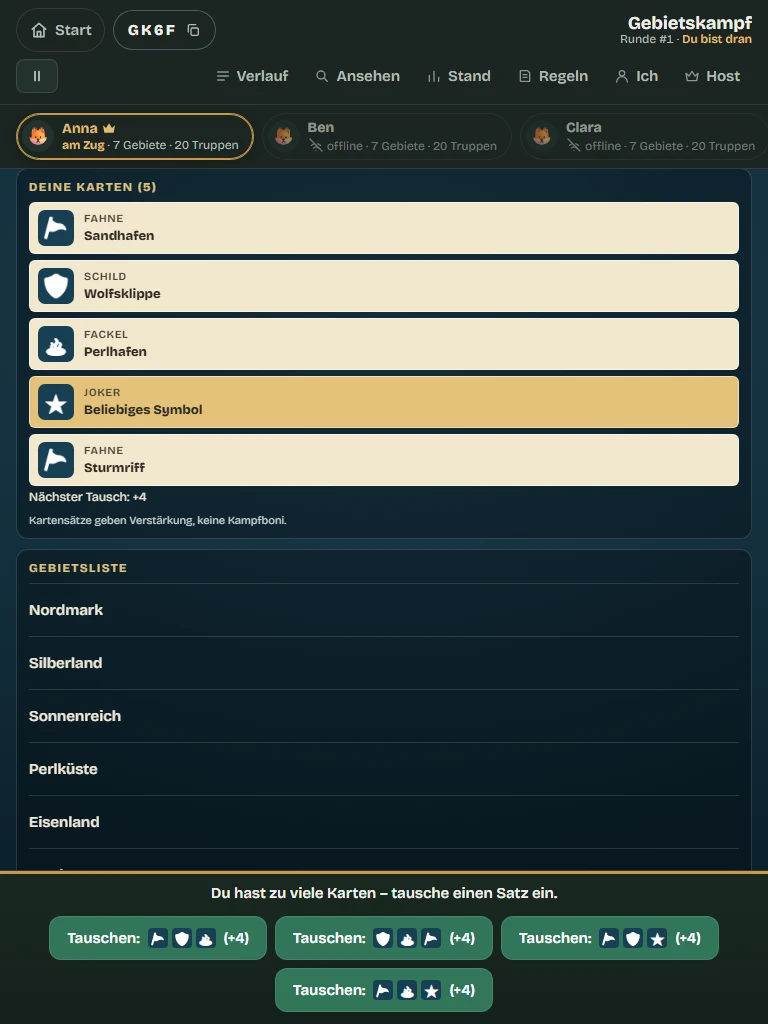 Start
GK6F
Gebietskampf
Runde #1 · Du bist dran
Verlauf
Ansehen
Stand
Regeln
Ich
Host
Anna
am Zug · 7 Gebiete · 20 Truppen
Ben
offline · 7 Gebiete · 20 Truppen
Clara
offline · 7 Gebiete · 20 Truppen
DEINE KARTEN (5)
FAHNE
Sandhafen
SCHILD
Wolfsklippe
FACKEL
Perlhafen
JOKER
Beliebiges Symbol
FAHNE
Sturmriff
Nächster Tausch: +4
Kartensätze geben Verstärkung, keine Kampfboni.
GEBIETSLISTE
Nordmark
Silberland
Sonnenreich
Perlküste
Eisenland
Du hast zu viele Karten – tausche einen Satz ein.
Tauschen: (+4)
Tauschen: (+4)
Tauschen: (+4)
Tauschen: (+4)